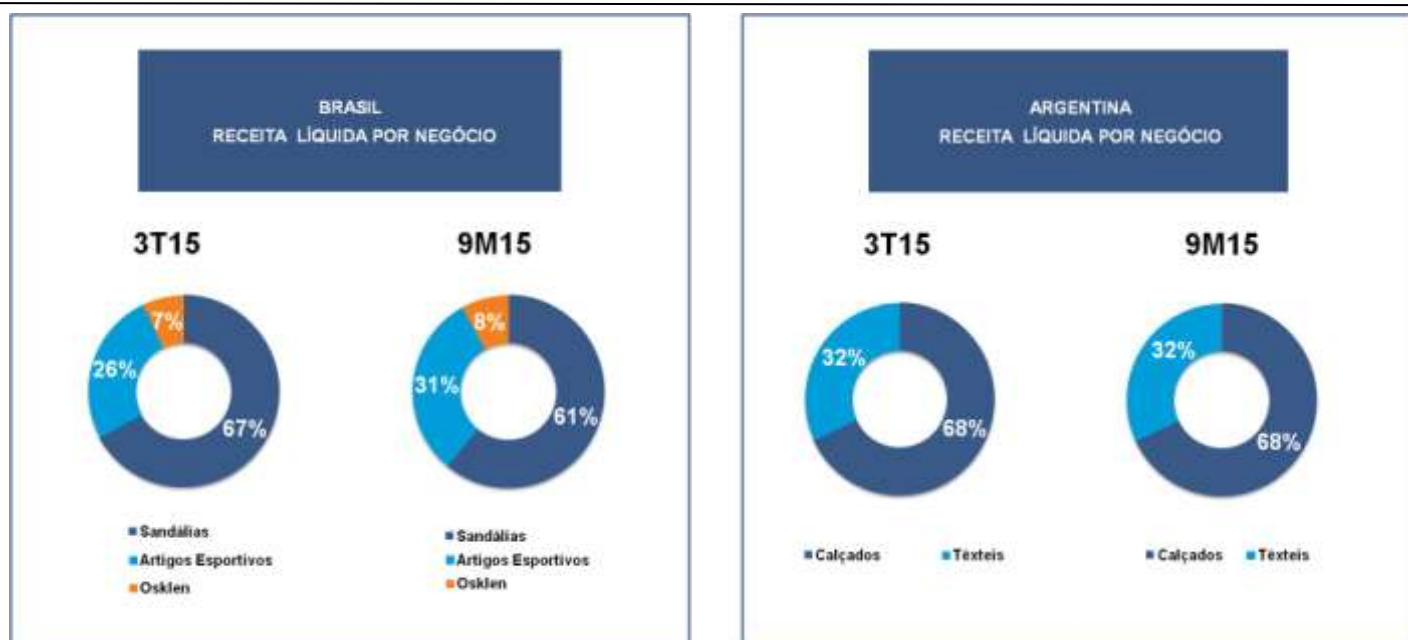 BRASIL
RECEITA LÍQUIDA POR NEGÓCIO
3T15
9M15
7%
26%
67%
8%
31%
61%
Sandálias
Artigos Esportivos
Osklen
Sandálias
Artigos Esportivos
Osklen
ARGENTINA
RECEITA LÍQUIDA POR NEGÓCIO
3T15
9M15
32%
68%
32%
68%
Calçados
Têxteis
Calçados
Têxteis